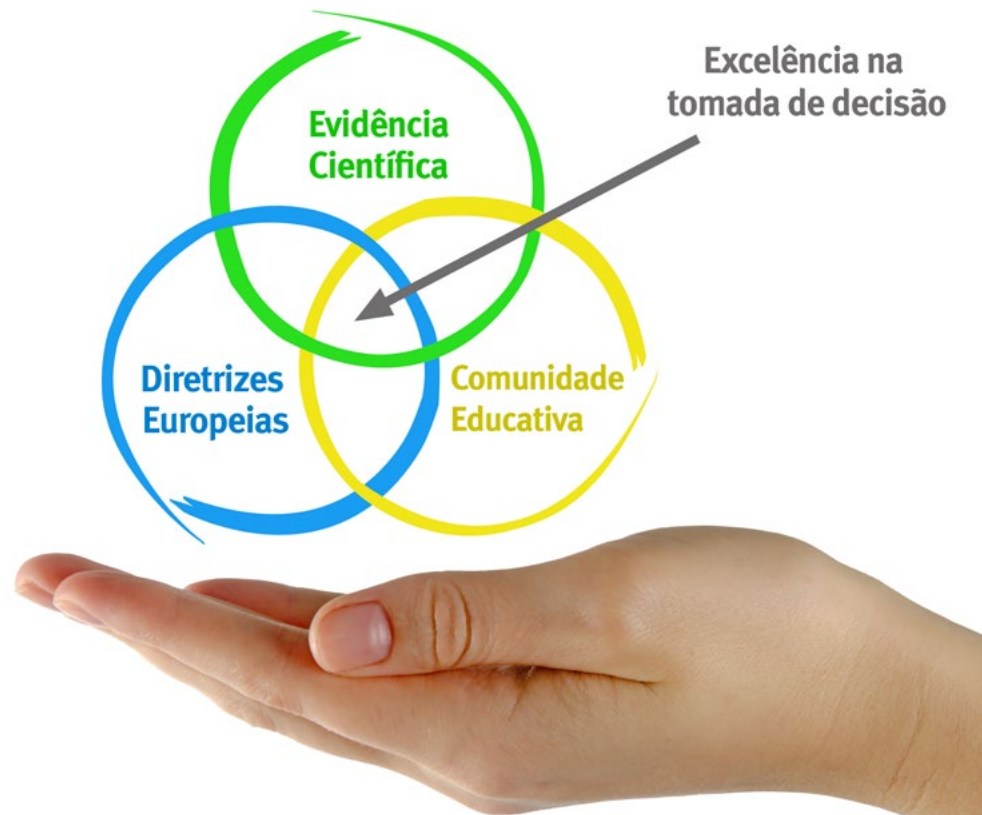 Excelência na
tomada de decisão
Evidência
Científica
Diretrizes
Europeias
Comunidade
Educativa